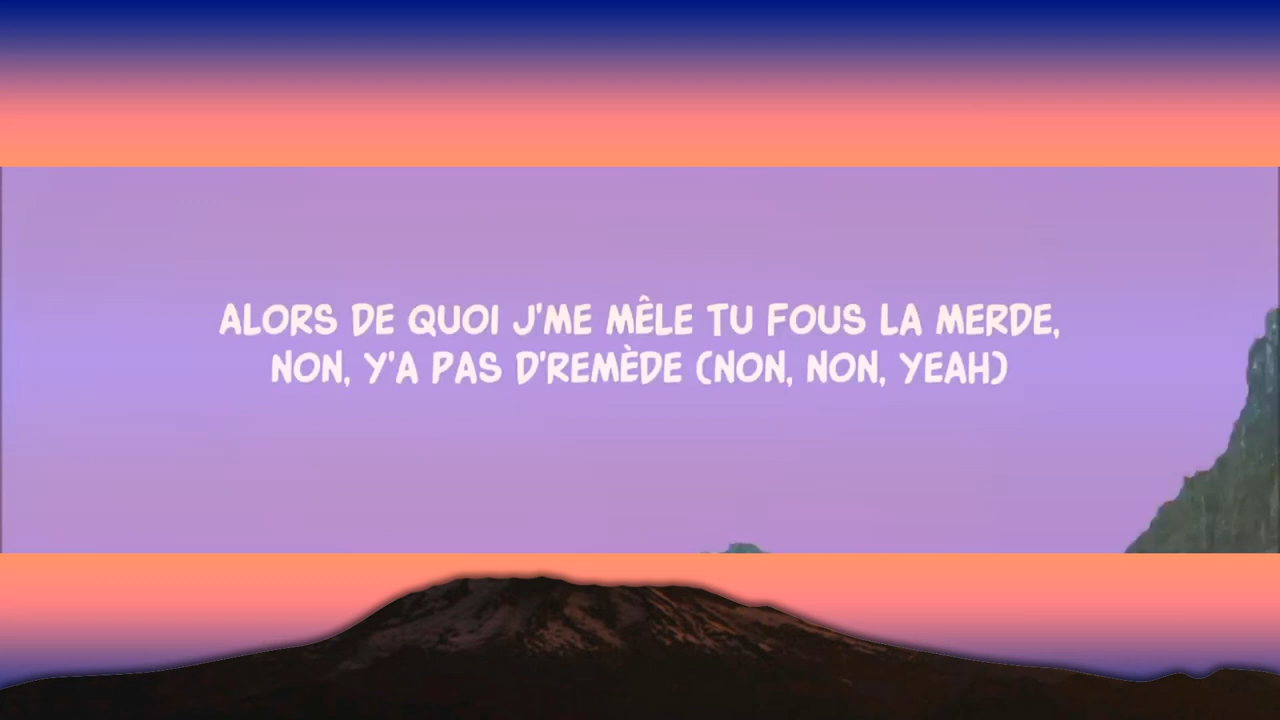 ALORS DE QUOI J'ME MÊLE TU FOUS LA MERDE,
NON, Y'A PAS D'REMÈDE (NON, NON, YEAH)